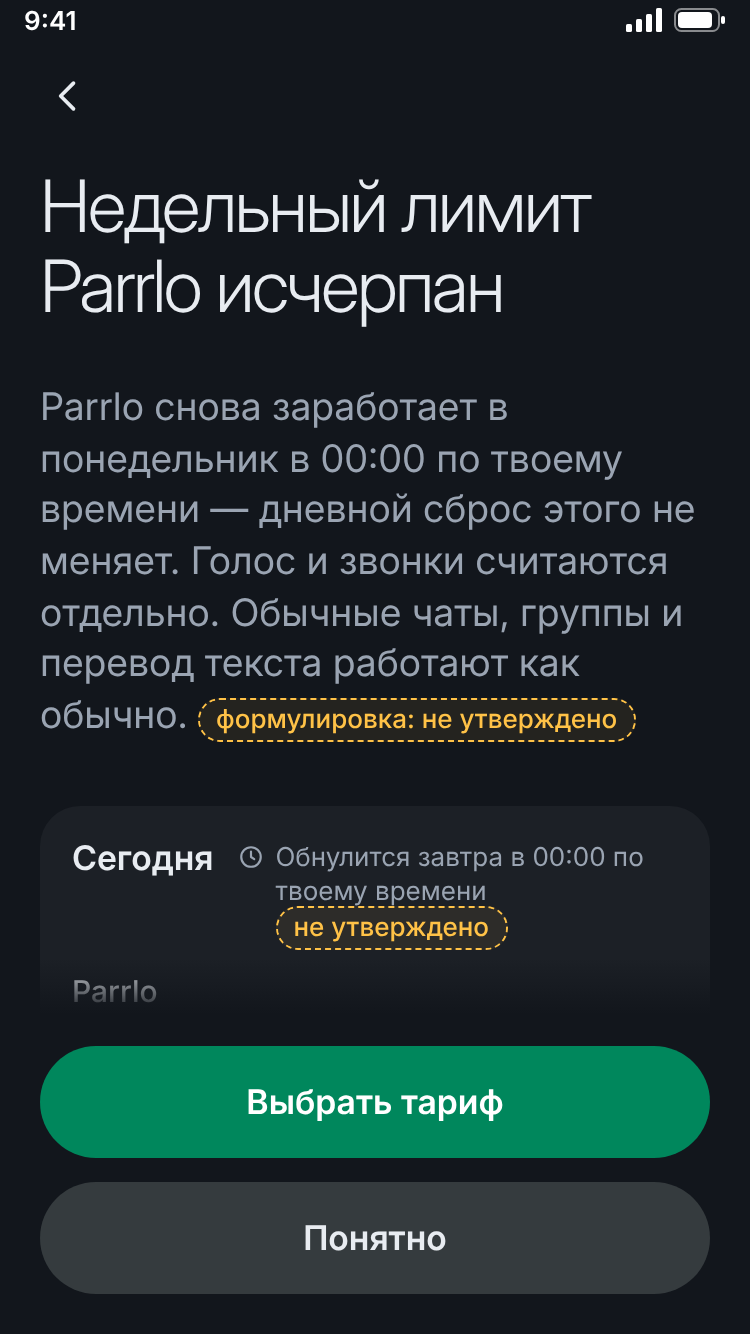 9:41
Недельный лимит
Parrlo исчерпан
Parrlo снова заработает в
понедельник в 00:00 по твоему
времени — дневной сброс этого не
меняет. Голос и звонки считаются
отдельно. Обычные чаты, группы и
перевод текста работают как
обычно. формулировка: не утверждено
Сегодня Обнулится завтра в 00:00 по
твоему времени
не утверждено
Parrlo
Выбрать тариф
Понятно